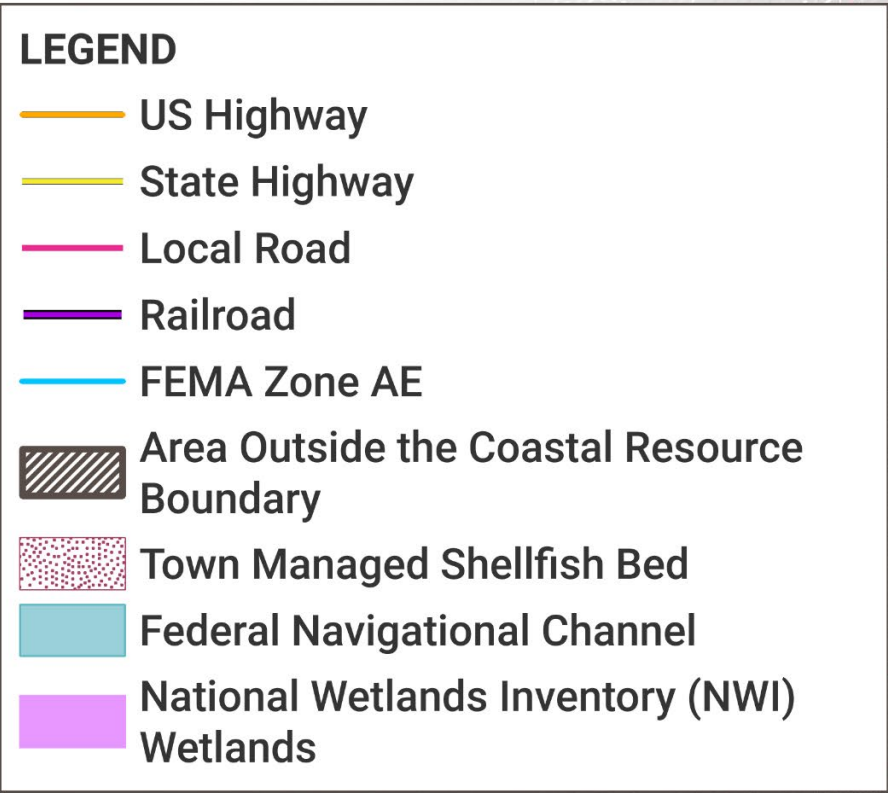 LEGEND
US Highway
State Highway
Local Road
Railroad
FEMA Zone AE
Area Outside the Coastal Resource
Boundary
Town Managed Shellfish Bed
Federal Navigational Channel
National Wetlands Inventory (NWI)
Wetlands